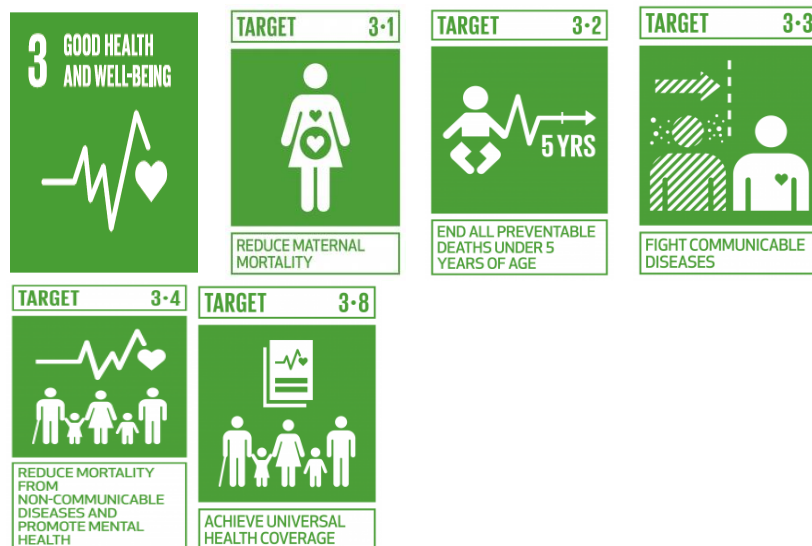 3 GOOD HEALTH
AND WELL-BEING
TARGET 3·1
REDUCE MATERNAL
MORTALITY
TARGET 3·2
5 YRS
END ALL PREVENTABLE
DEATHS UNDER 5
YEARS OF AGE
TARGET 3·3
FIGHT COMMUNICABLE
DISEASES
TARGET 3·4
REDUCE MORTALITY
FROM
NON-COMMUNICABLE
DISEASES AND
PROMOTE MENTAL
HEALTH
TARGET 3·8
ACHIEVE UNIVERSAL
HEALTH COVERAGE